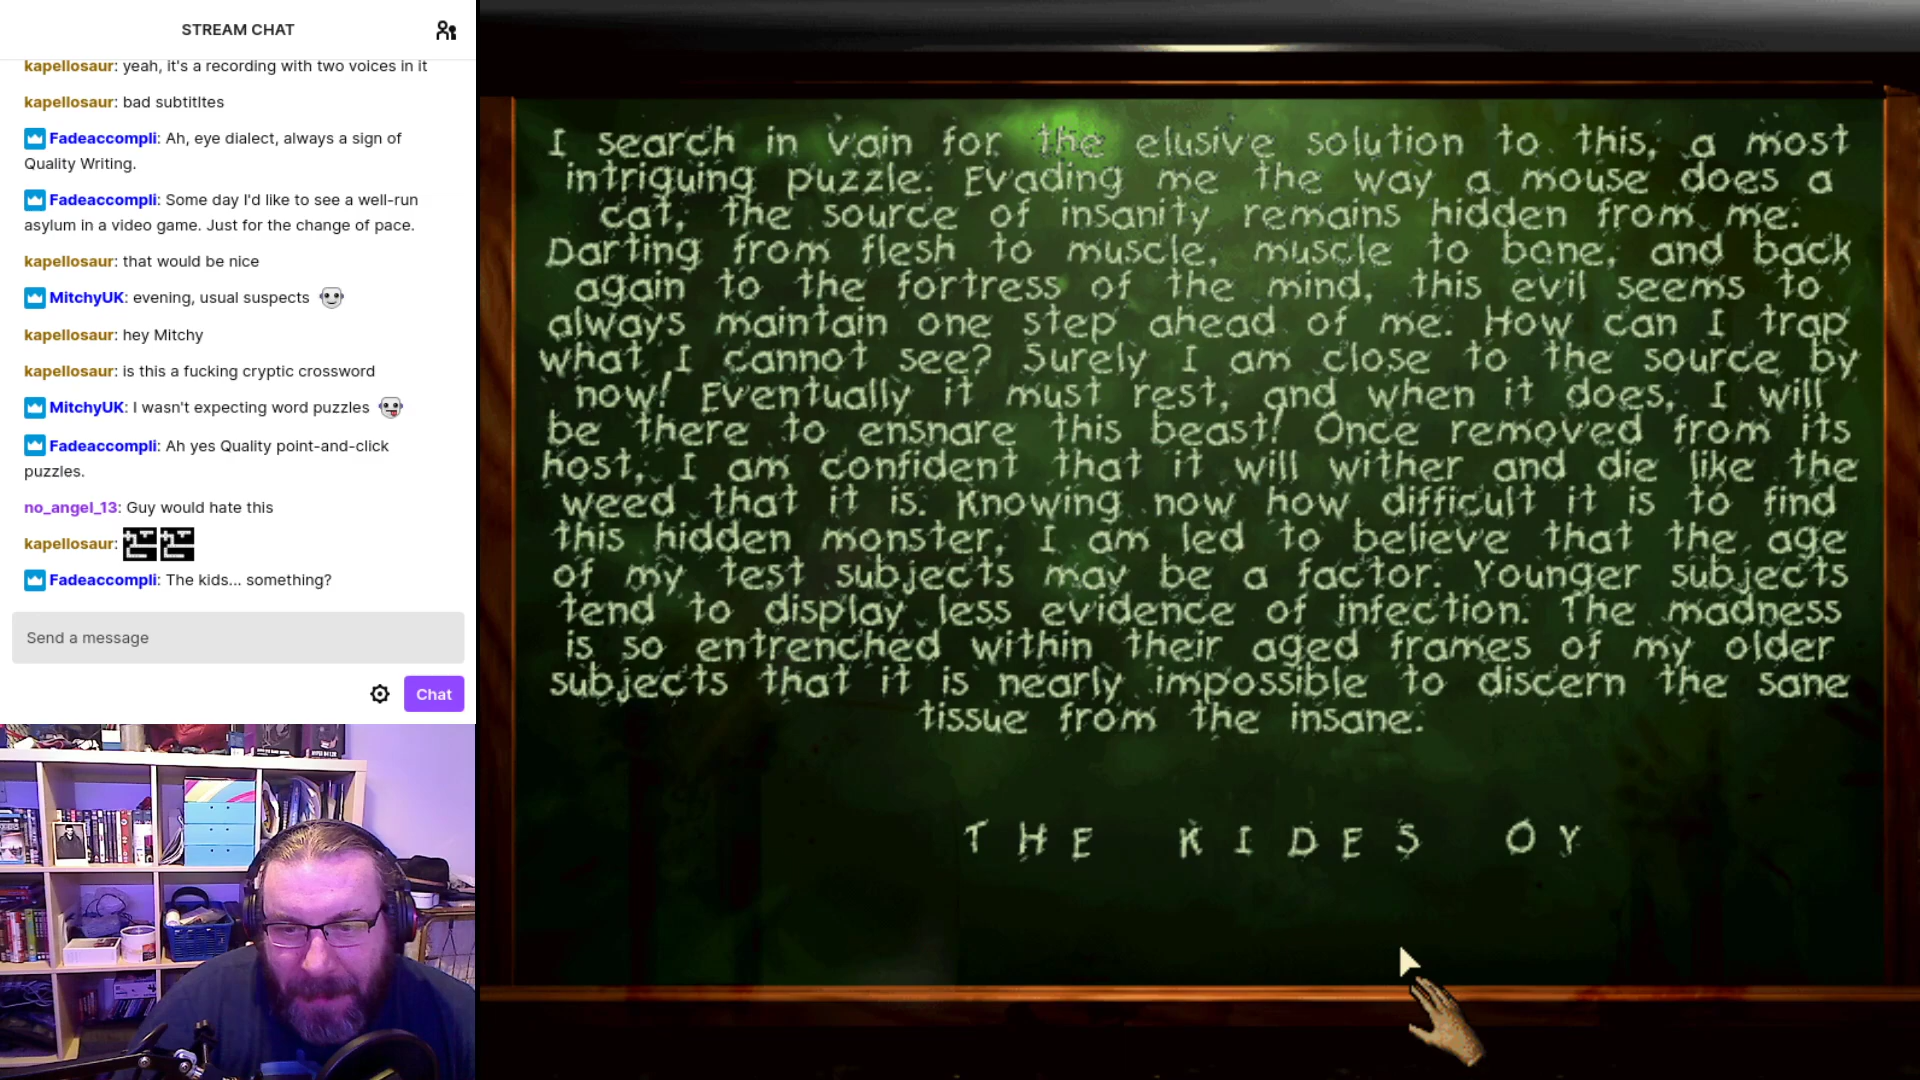 STREAM CHAT
kapellosaur: yeah, it's a recording with two voices in it
kapellosaur: bad subtitltes
Fadeaccompli: Ah, eye dialect, always a sign of
Quality Writing.
Fadeaccompli: Some day I'd like to see a well-run
asylum in a video game. Just for the change of pace.
kapellosaur: that would be nice
MitchyUK: evening, usual suspects
kapellosaur: hey Mitchy
kapellosaur: is this a fucking cryptic crossword
MitchyUK: I wasn't expecting word puzzles
Fadeaccompli: Ah yes Quality point-and-click
puzzles.
no_angel_13: Guy would hate this
kapellosaur:
Fadeaccompli: The kids... something?
Send a message
Chat
I search in vain for the elusive solution to this, a most
intriguing puzzle. Evading me the way a mouse does a
cat, the source of insanity remains hidden from me.
Darting from flesh to muscle, muscle to bone, and back
again to the fortress of the mind, this evil seems to
always maintain one step ahead of me. How can I trap
what I cannot see? Surely I am close to the source by
now! Eventually it must rest, and when it does, I will
be there to ensnare this beast! Once removed from its
host, I am confident that it will wither and die like the
weed that it is. Knowing now how difficult it is to find
this hidden monster, I am led to believe that the age
of my test subjects may be a factor. Younger subjects
tend to display less evidence of infection. The madness
is so entrenched within their aged frames of my older
subjects that it is nearly impossible to discern the sane
tissue from the insane.
THE KIDES OY